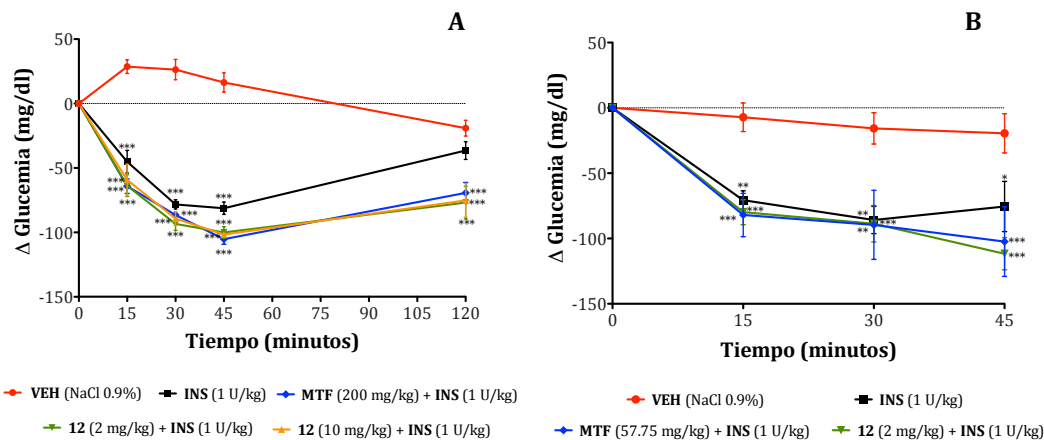 A
B
Δ Glucemia (mg/dl)
50
0
-50
-100
-150
*** *** *** *** *** *** *** *** *** *** *** *** *** *** ***
0 15 30 45 60 75 90 105 120
Tiempo (minutos)
VEH (NaCl 0.9%) INS (1 U/kg) MTF (200 mg/kg) + INS (1 U/kg)
12 (2 mg/kg) + INS (1 U/kg) 12 (10 mg/kg) + INS (1 U/kg)
Δ Glucemia (mg/dl)
50
0
-50
-100
-150
** *** *** ** *** ** * *** ***
0 15 30 45
Tiempo (minutos)
VEH (NaCl 0.9%) INS (1 U/kg)
MTF (57.75 mg/kg) + INS (1 U/kg) 12 (2 mg/kg) + INS (1 U/kg)